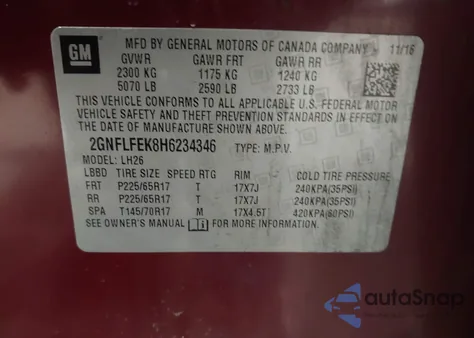 GM
MFD BY GENERAL MOTORS OF CANADA COMPANY 11/16
GVWR GAWR FRT GAWR RR
2300 KG 1175 KG 1240 KG
5070 LB 2590 LB 2733 LB
THIS VEHICLE CONFORMS TO ALL APPLICABLE U.S. FEDERAL MOTOR
VEHICLE SAFETY AND THEFT PREVENTION STANDARDS IN EFFECT ON THE
DATE OF MANUFACTURE SHOWN ABOVE.
2GNFLFEK8H6234346 TYPE: M.P.V.
MODEL: LH26
LBBD TIRE SIZE SPEED RTG RIM COLD TIRE PRESSURE
FRT P225/65R17 T 17X7J 240KPA(35PSI)
RR P225/65R17 T 17X7J 240KPA(35PSI)
SPA T145/70R17 M 17X4.5T 420KPA(60PSI)
SEE OWNER'S MANUAL FOR MORE INFORMATION.
autoSnap